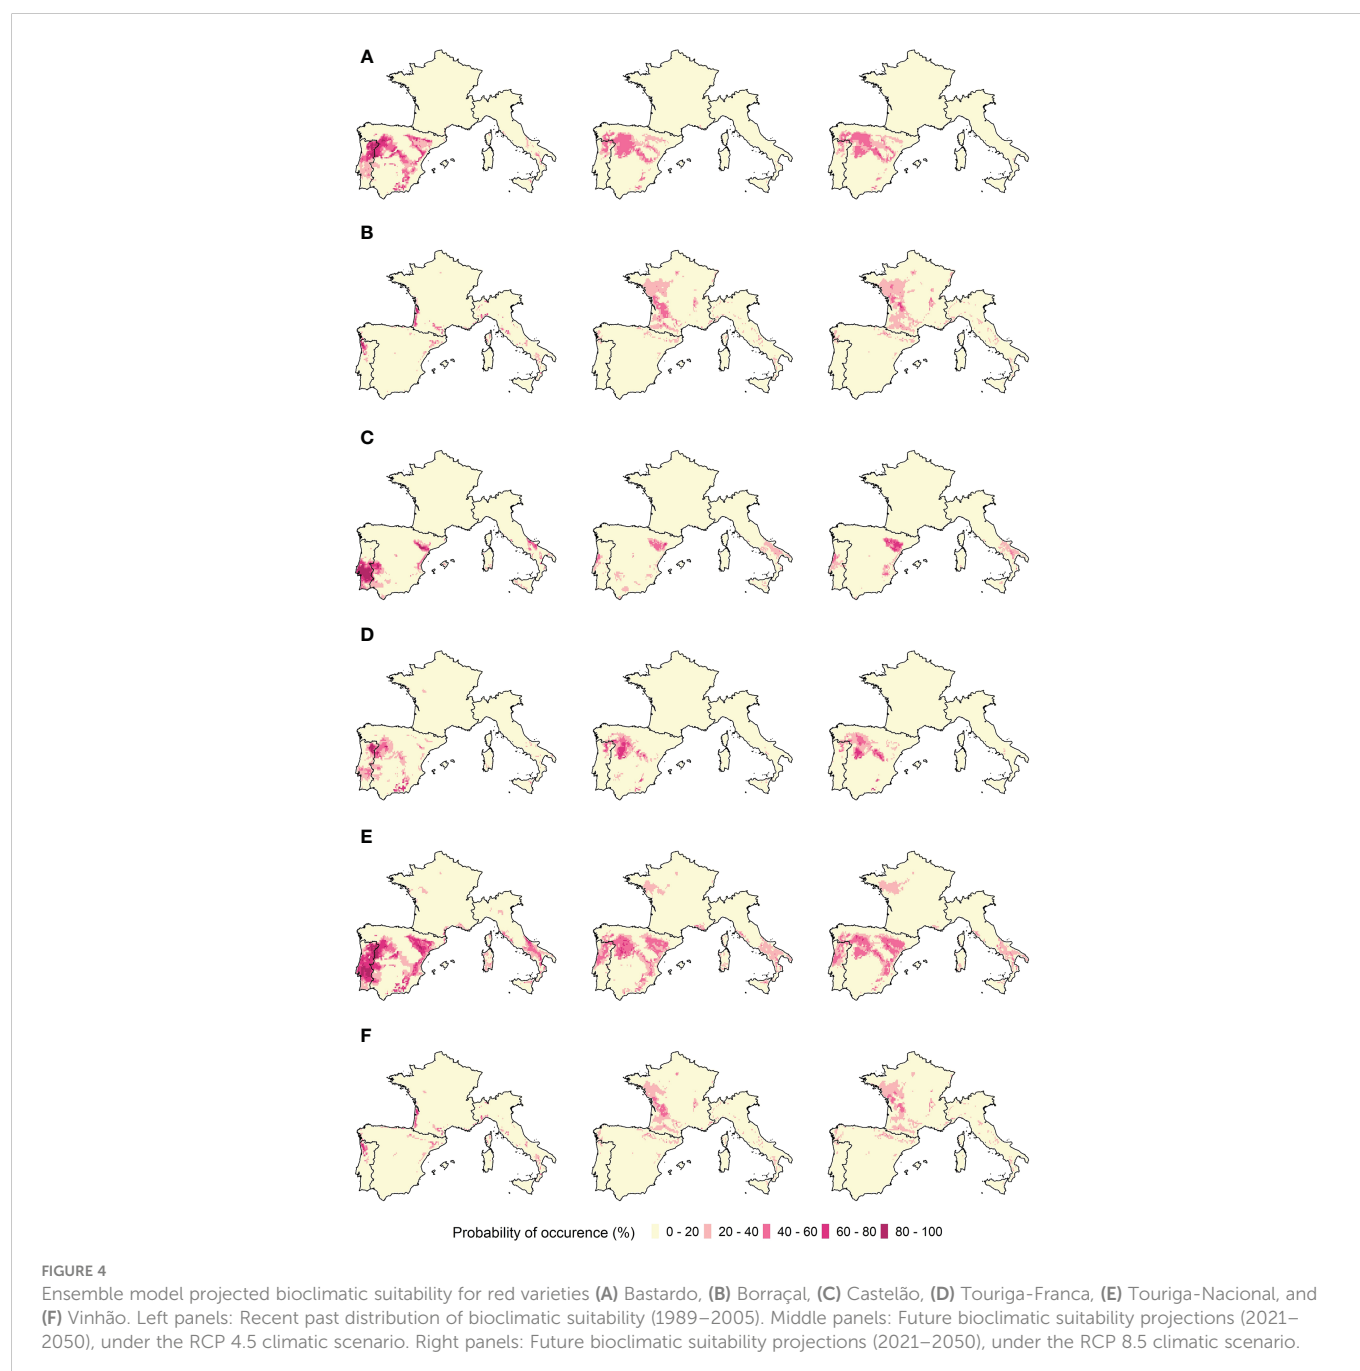 A
B
C
D
E
F
Probability of occurence (%) 0 - 20 20 - 40 40 - 60 60 - 80 80 - 100
FIGURE 4
Ensemble model projected bioclimatic suitability for red varieties (A) Bastardo, (B) Borraçal, (C) Castelão, (D) Touriga-Franca, (E) Touriga-Nacional, and
(F) Vinhão. Left panels: Recent past distribution of bioclimatic suitability (1989–2005). Middle panels: Future bioclimatic suitability projections (2021–
2050), under the RCP 4.5 climatic scenario. Right panels: Future bioclimatic suitability projections (2021–2050), under the RCP 8.5 climatic scenario.